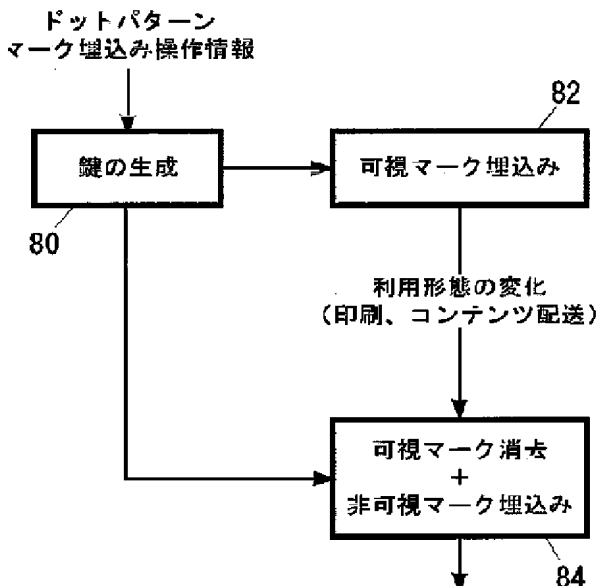 ドットパターン
マーク埋込み操作情報
82
鍵の生成
可視マーク埋込み
80
利用形態の変化
(印刷、コンテンツ配送)
可視マーク消去
+
非可視マーク埋込み
84